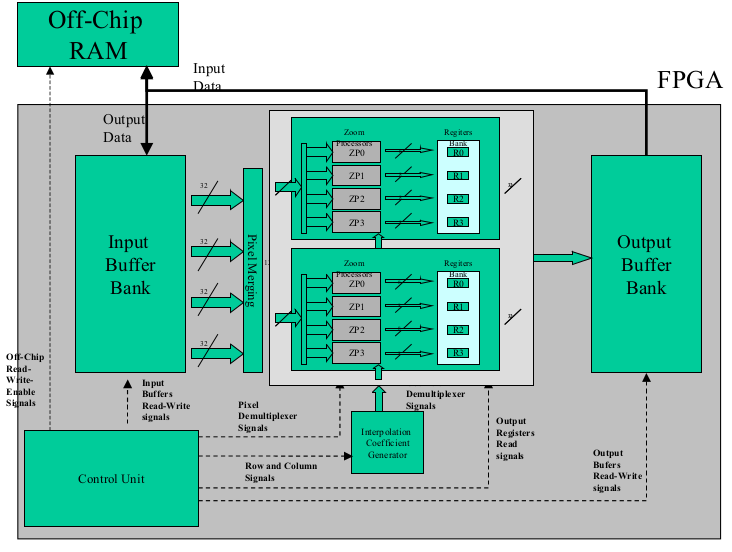 Off-Chip
RAM
Input
Data
FPGA
Output
Data
Zoom
Processors
Regiters
Bank
ZP0
R0
ZP1
R1
ZP2
R2
ZP3
R3
32
32
32
32
Input
Buffer
Bank
Pixel Merging
Zoom
Processors
Regiters
Bank
ZP0
R0
ZP1
R1
ZP2
R2
ZP3
R3
Output
Buffer
Bank
Off-Chip
Read-
Write-
Enable
Signals
Input
Buffers
Read-Write
signals
Pixel
Demultiplexer
Signals
Demultiplexer
Signals
Interpolation
Coefficient
Generator
Output
Registers
Read
signals
Output
Bufers
Read-Write
signals
Row and Column
Signals
Control Unit